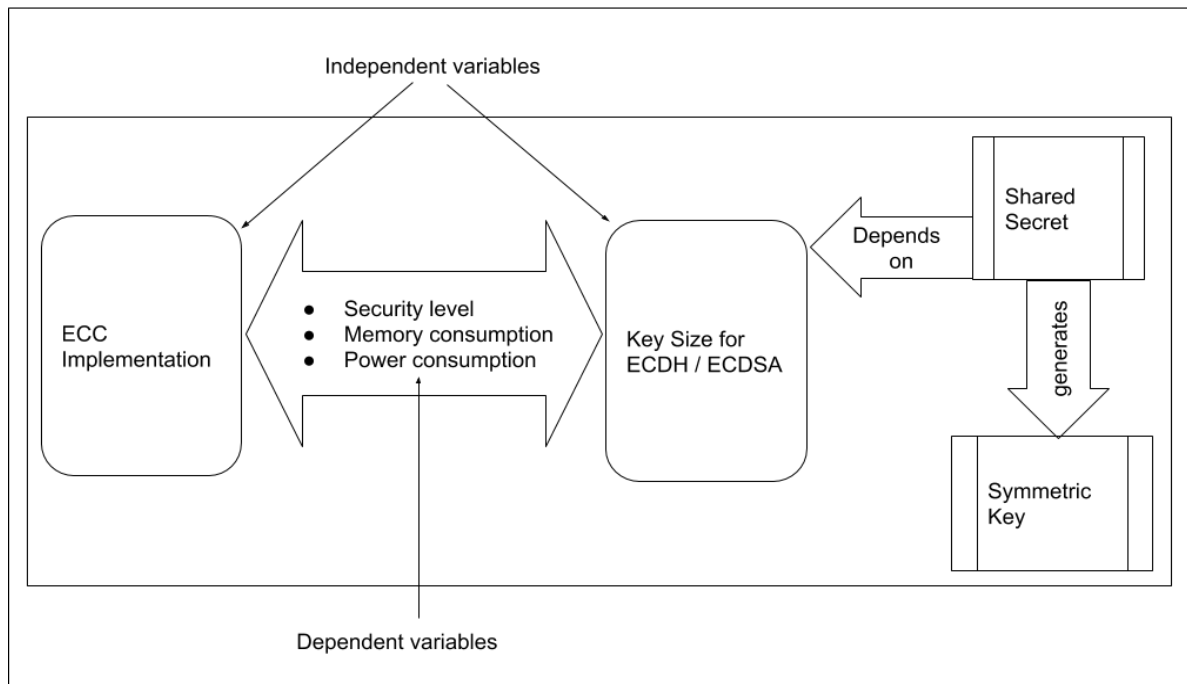 Independent variables
Shared
Secret
Depends
on
ECC
Implementation
● Security level
● Memory consumption
● Power consumption
Key Size for
ECDH / ECDSA
generates
Symmetric
Key
Dependent variables